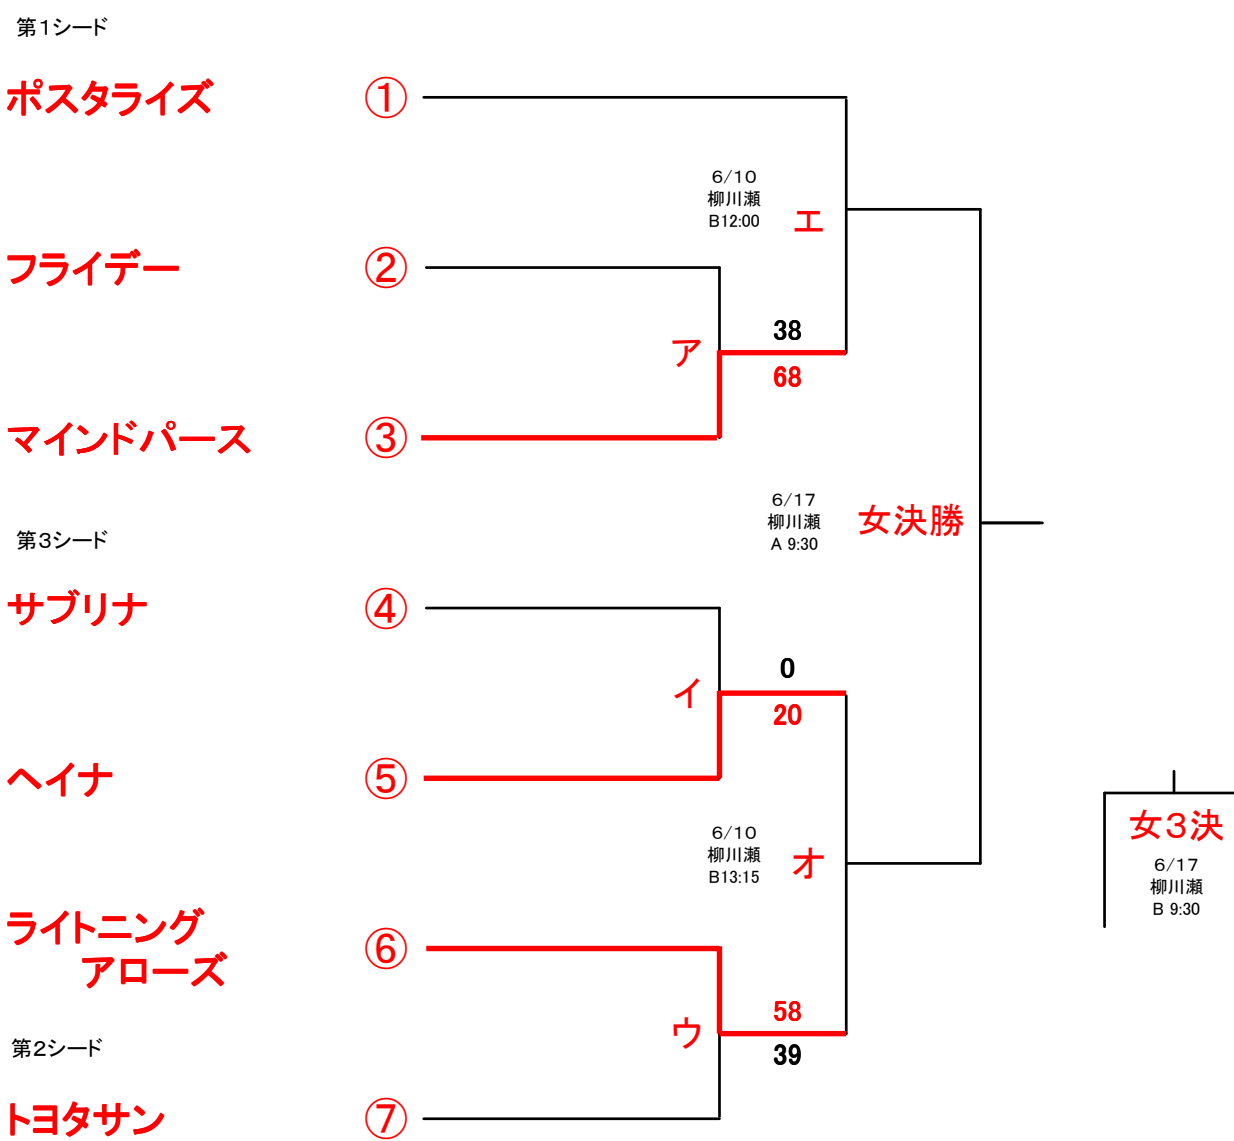 第1シード
ポスタライズ ①
6/10
柳川瀬
B12:00
エ
フライデー ②
38
ア
68
マインドパース ③
6/17
柳川瀬
A 9:30
女決勝
第3シード
サブリナ ④
0
イ
20
ヘイナ ⑤
女3決
6/17
柳川瀬
B 9:30
6/10
柳川瀬
B13:15
オ
ライトニング
アローズ
⑥
58
ウ
39
第2シード
トヨタサン ⑦